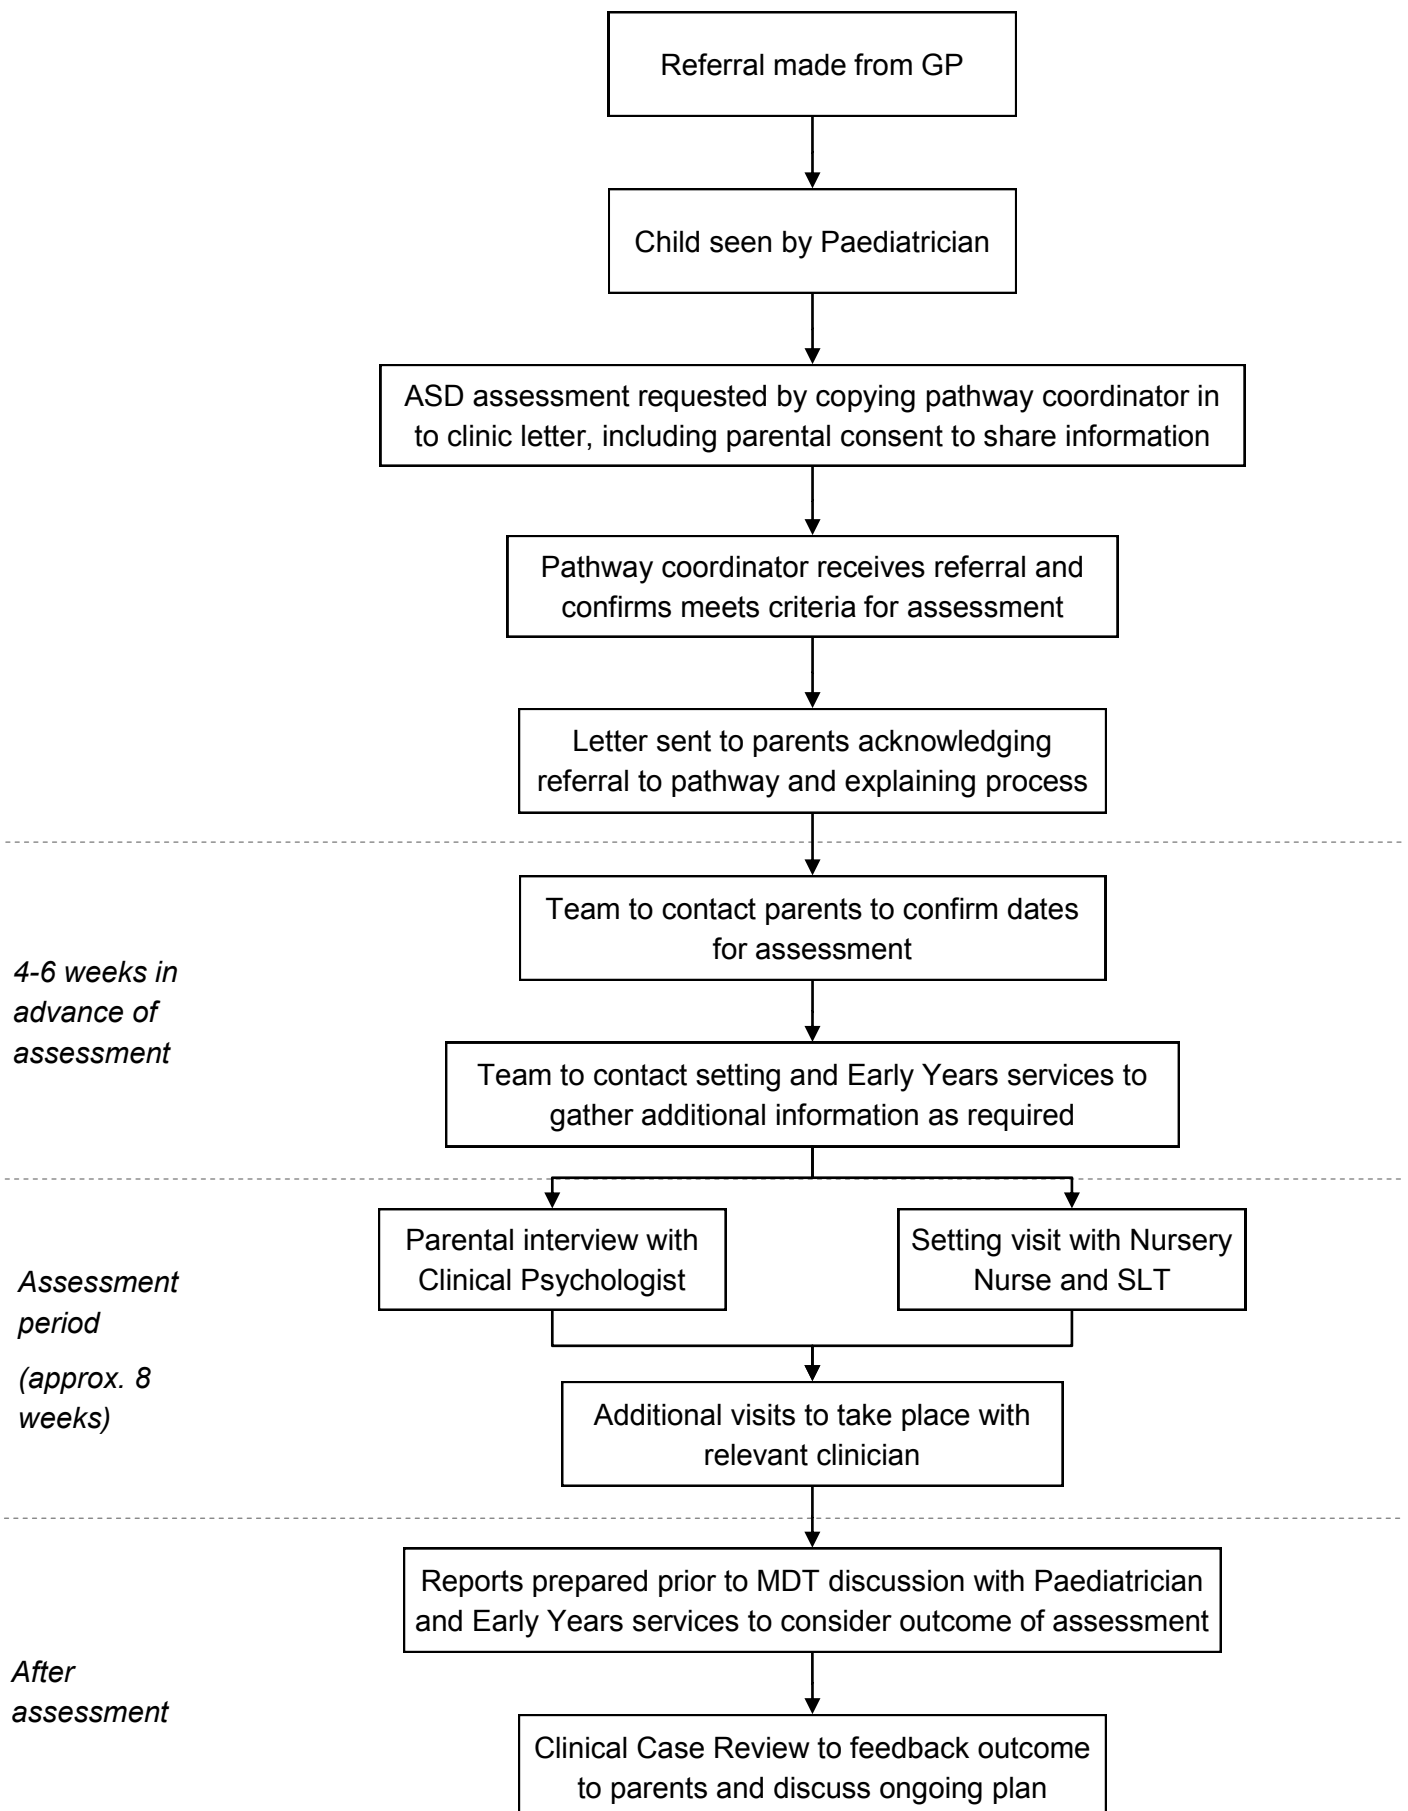 Referral made from GP
Child seen by Paediatrician
ASD assessment requested by copying pathway coordinator in
to clinic letter, including parental consent to share information
Pathway coordinator receives referral and
confirms meets criteria for assessment
Letter sent to parents acknowledging
referral to pathway and explaining process
4-6 weeks in
advance of
assessment
Team to contact parents to confirm dates
for assessment
Team to contact setting and Early Years services to
gather additional information as required
Assessment
period
(approx. 8
weeks)
Parental interview with
Clinical Psychologist
Setting visit with Nursery
Nurse and SLT
Additional visits to take place with
relevant clinician
After
assessment
Reports prepared prior to MDT discussion with Paediatrician
and Early Years services to consider outcome of assessment
Clinical Case Review to feedback outcome
to parents and discuss ongoing plan